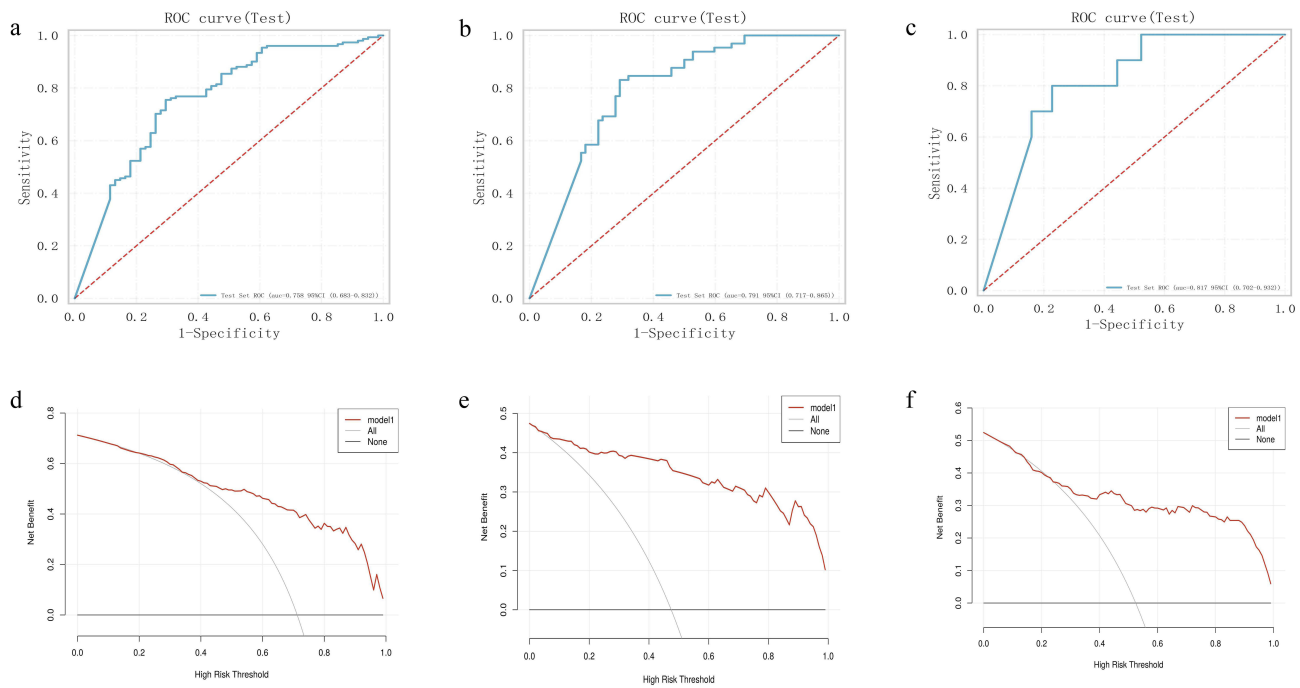 a
ROC curve(Test)
1.0
0.8
0.6
0.4
0.2
0.0
Sensitivity
Test Set ROC (auc=0.758 95%CI (0.683-0.832))
0.0 0.2 0.4 0.6 0.8 1.0
1-Specificity
b
ROC curve(Test)
1.0
0.8
0.6
0.4
0.2
0.0
Sensitivity
Test Set ROC (auc=0.791 95%CI (0.717-0.865))
0.0 0.2 0.4 0.6 0.8 1.0
1-Specificity
c
ROC curve(Test)
1.0
0.8
0.6
0.4
0.2
0.0
Sensitivity
Test Set ROC (auc=0.817 95%CI (0.702-0.932))
0.0 0.2 0.4 0.6 0.8 1.0
1-Specificity
d
0.8
0.6
0.4
0.2
0.0
Net Benefit
model1
All
None
0.0 0.2 0.4 0.6 0.8 1.0
High Risk Threshold
e
0.5
0.4
0.3
0.2
0.1
0.0
Net Benefit
model1
All
None
0.0 0.2 0.4 0.6 0.8 1.0
High Risk Threshold
f
0.6
0.5
0.4
0.3
0.2
0.1
0.0
Net Benefit
model1
All
None
0.0 0.2 0.4 0.6 0.8 1.0
High Risk Threshold